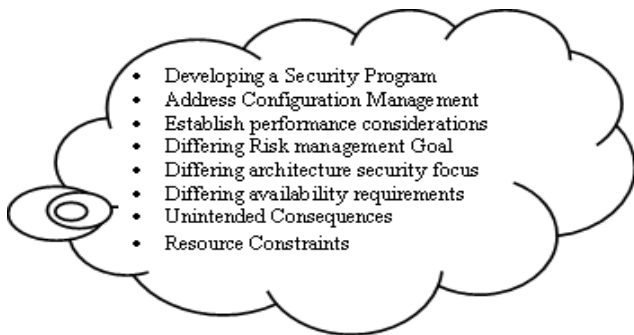 • Developing a Security Program
• Address Configuration Management
• Establish performance considerations
• Differing Risk management Goal
• Differing architecture security focus
• Differing availability requirements
• Unintended Consequences
• Resource Constraints